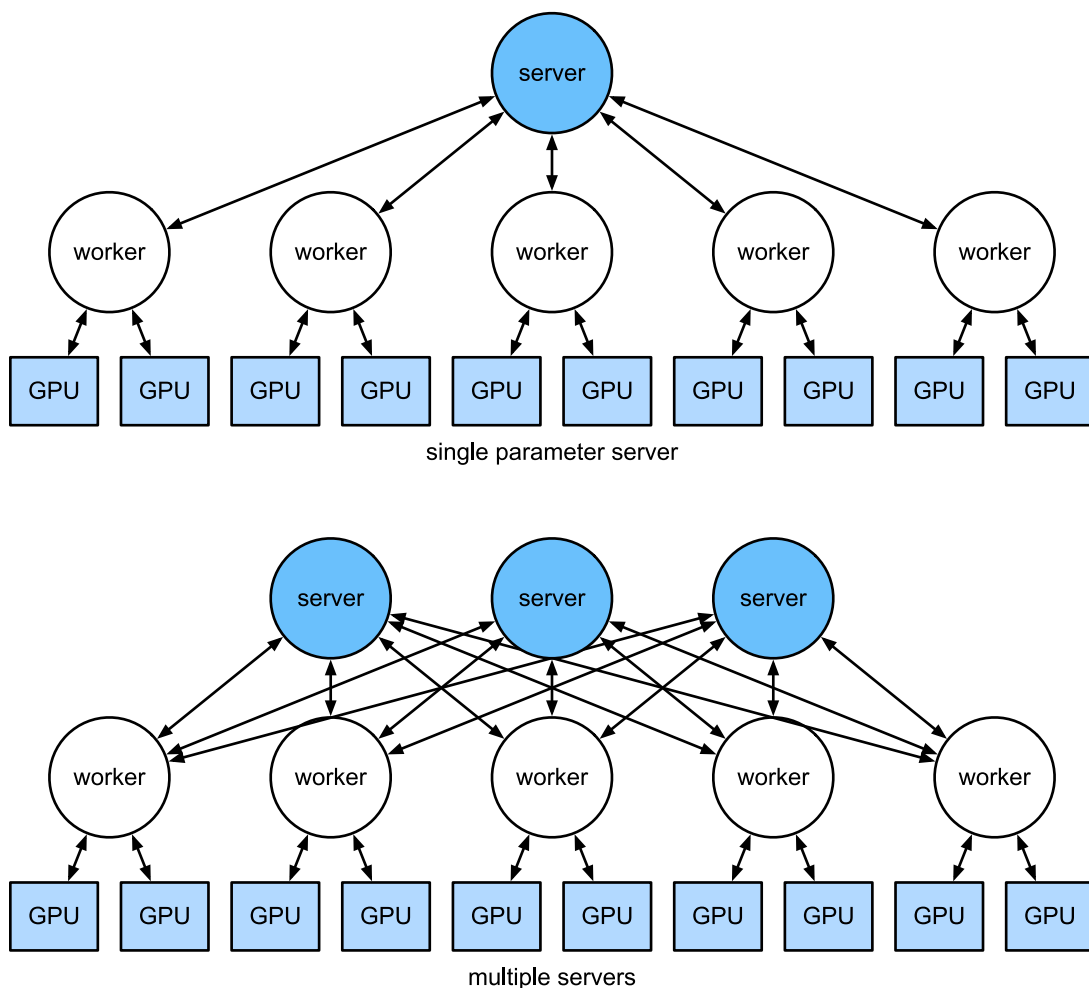 server
worker worker worker worker worker
GPU GPU GPU GPU GPU GPU GPU GPU GPU GPU
single parameter server
server server server
worker worker worker worker worker
GPU GPU GPU GPU GPU GPU GPU GPU GPU GPU
multiple servers